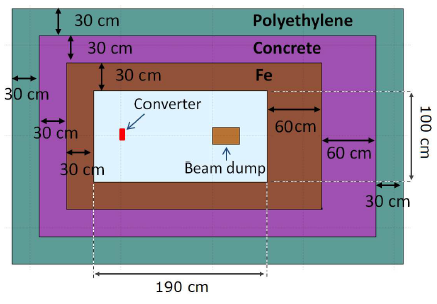 30 cm
Polyethylene
30 cm
Concrete
30 cm
Fe
30 cm
Converter
30 cm
60cm
100 cm
30 cm
Beam dump
60 cm
30 cm
190 cm